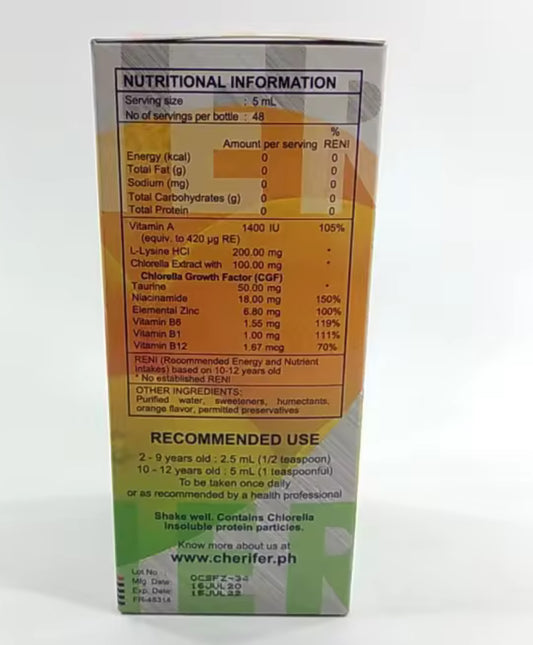 NUTRITIONAL INFORMATION
Serving size : 5 mL
No of servings per bottle : 48
%
Amount per serving RENI
Energy (kcal) 0 0
Total Fat (g) 0 0
Sodium (mg) 0 0
Total Carbohydrates (g) 0 0
Total Protein 0 0
Vitamin A 1400 IU 105%
(equiv. to 420 µg RE)
L-Lysine HCl 200.00 mg *
Chlorella Extract with 100.00 mg *
Chlorella Growth Factor (CGF)
Taurine 50.00 mg *
Niacinamide 18.00 mg 150%
Elemental Zinc 6.80 mg 100%
Vitamin B6 1.55 mg 119%
Vitamin B1 1.00 mg 111%
Vitamin B12 1.67 mcg 70%
RENI (Recommended Energy and Nutrient
Intakes) based on 10-12 years old
* No established RENI
OTHER INGREDIENTS:
Purified water, sweeteners, humectants,
orange flavor, permitted preservatives
RECOMMENDED USE
2 - 9 years old : 2.5 mL (1/2 teaspoon)
10 - 12 years old : 5 mL (1 teaspoonful)
To be taken once daily
or as recommended by a health professional
Shake well. Contains Chlorella
Insoluble protein particles.
Know more about us at
www.cherifer.ph
Lot No
Mfg. Date 16JUL20
Exp. Date 15JUL22